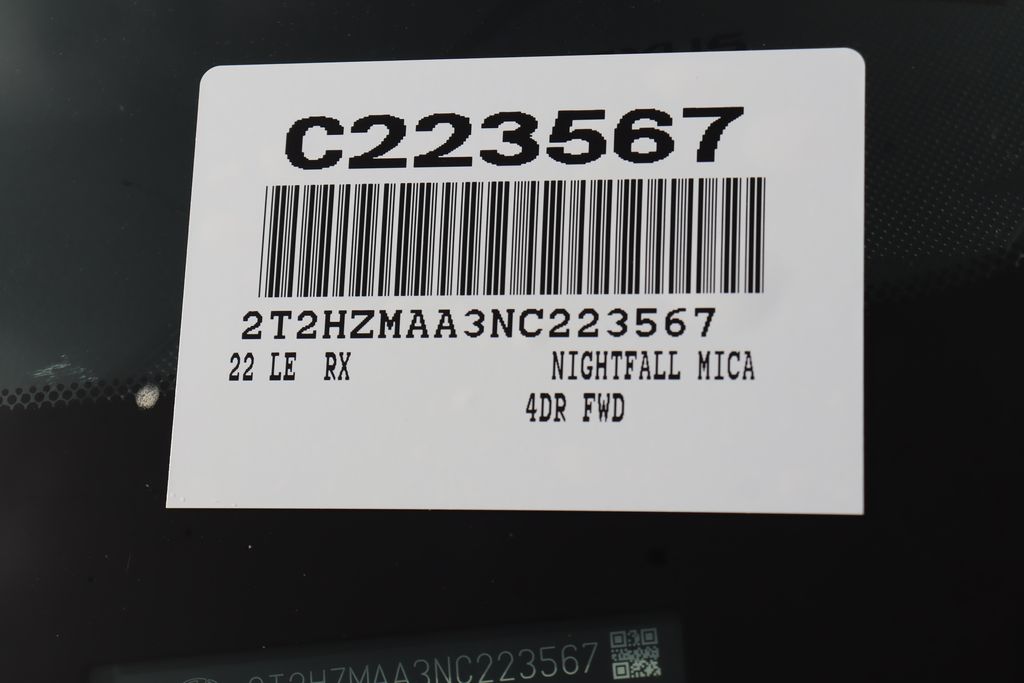 C223567
2T2HZMAA3NC223567
22 LE RX NIGHTFALL MICA
4DR FWD
2T2HZMAA3NC223567